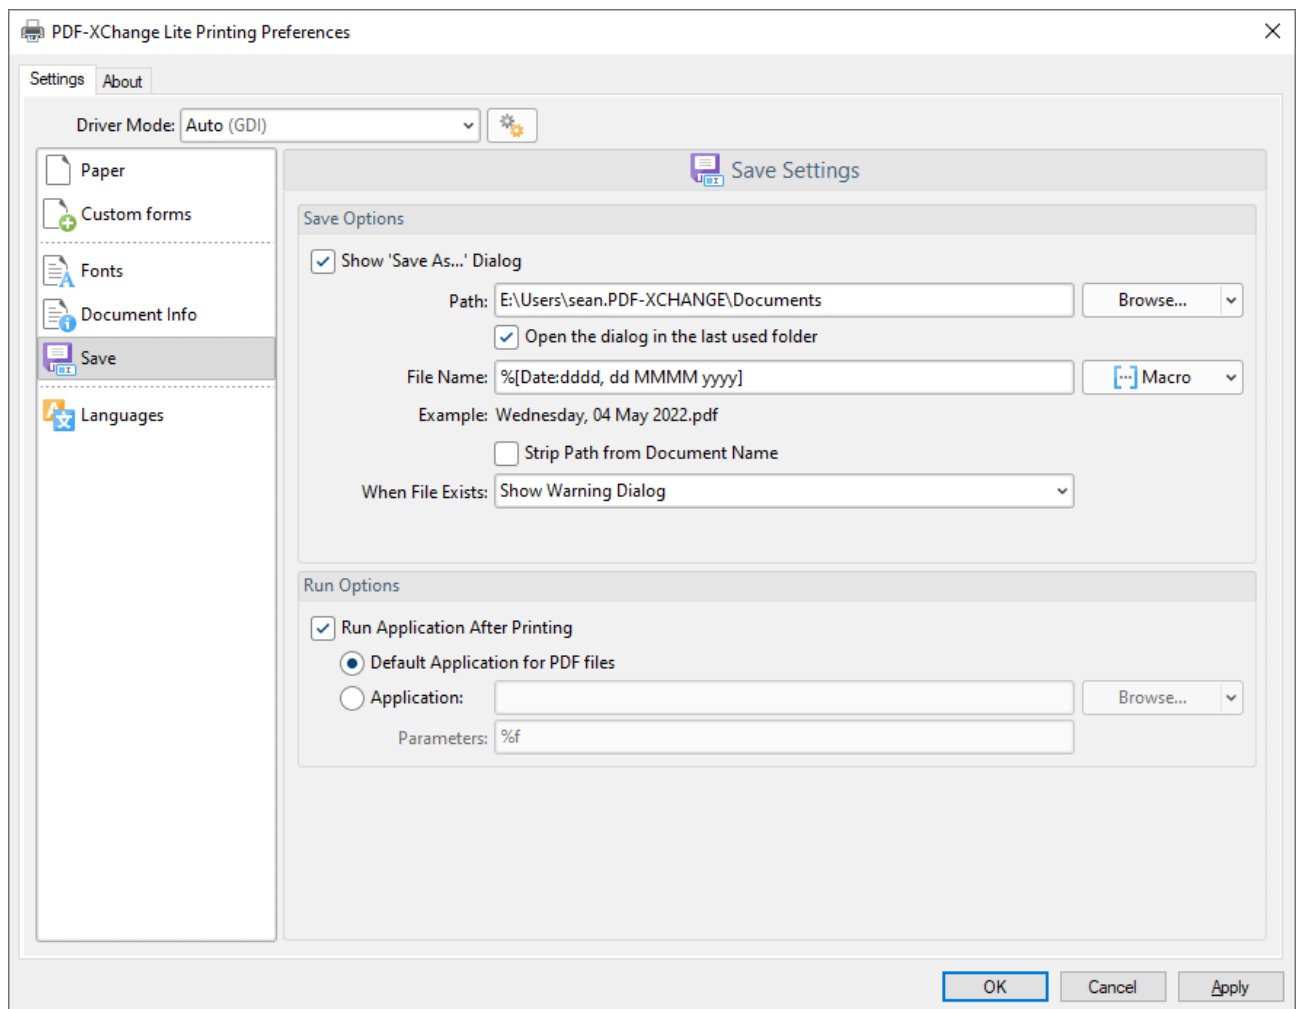 PDF-XChange Lite Printing Preferences
Settings
About
Driver Mode: Auto (GDI)
Paper
Custom forms
Fonts
Document Info
Save
Languages
Save Settings
Save Options
Show 'Save As...' Dialog
Path: E:\Users\sean.PDF-XCHANGE\Documents Browse...
Open the dialog in the last used folder
File Name: %[Date:dddd, dd MMMM yyyy] Macro
Example: Wednesday, 04 May 2022.pdf
Strip Path from Document Name
When File Exists: Show Warning Dialog
Run Options
Run Application After Printing
Default Application for PDF files
Application: Browse...
Parameters: %f
OK Cancel Apply